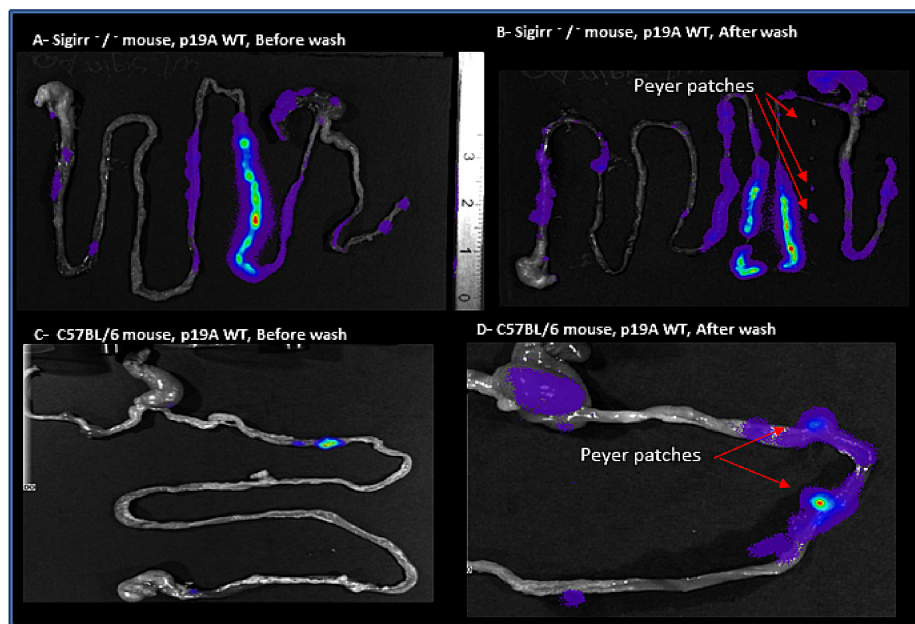 A- Sigirr ⁻/⁻ mouse, p19A WT, Before wash
B- Sigirr ⁻/⁻ mouse, p19A WT, After wash
Peyer patches
3
2
1
0
C- C57BL/6 mouse, p19A WT, Before wash
D- C57BL/6 mouse, p19A WT, After wash
Peyer patches